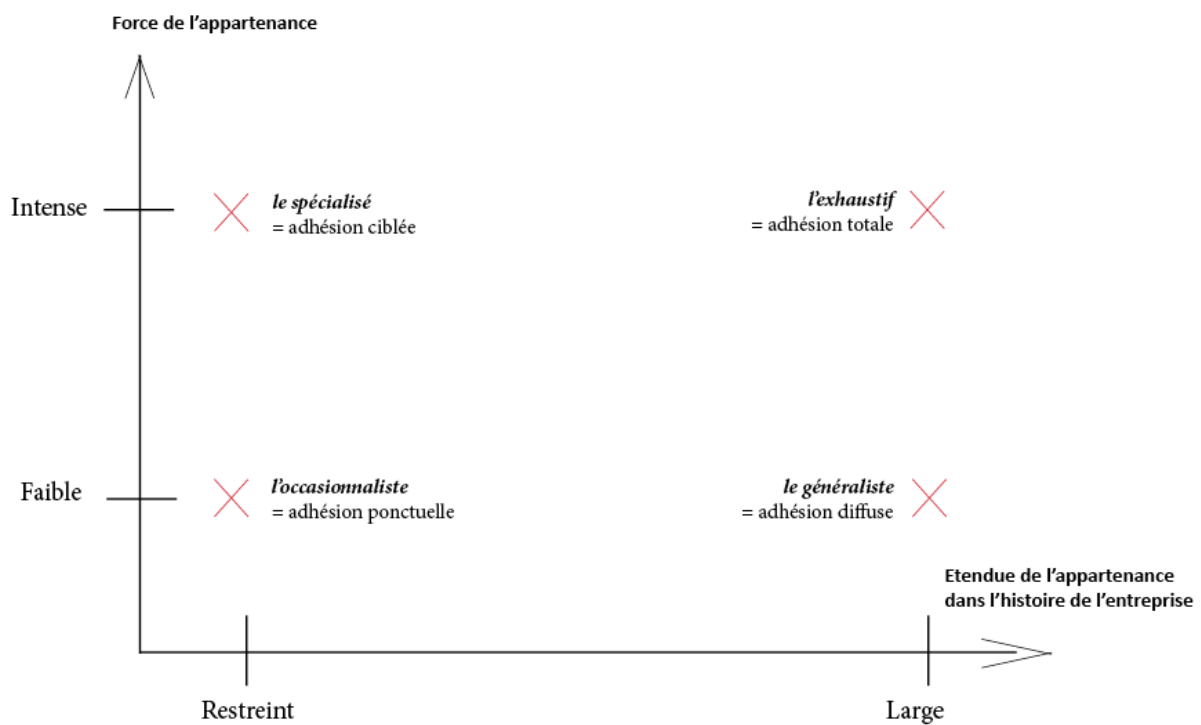 Force de l'appartenance
Intense
le spécialisé
= adhésion ciblée
l'exhaustif
= adhésion totale
Faible
l'occasionnaliste
= adhésion ponctuelle
le généraliste
= adhésion diffuse
Etendue de l'appartenance
dans l'histoire de l'entreprise
Restreint
Large